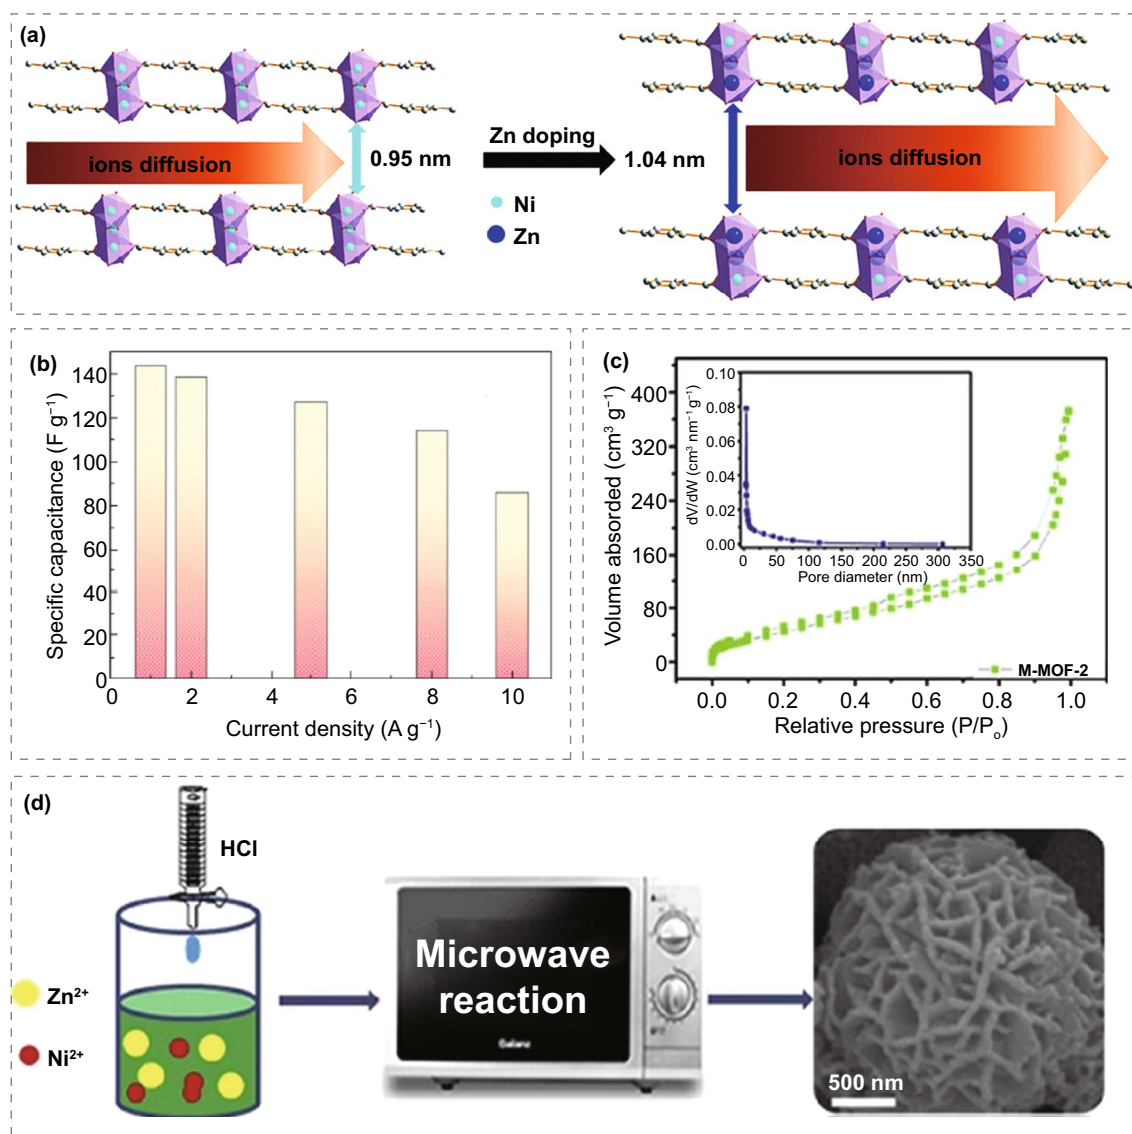 (a)
ions diffusion
0.95 nm
Zn doping
Ni
Zn
1.04 nm
ions diffusion
(b)
Specific capacitance (F g⁻¹)
140
120
100
80
60
40
20
0
0 2 4 6 8 10
Current density (A g⁻¹)
(c)
Volume absorded (cm³ g⁻¹)
400
320
240
160
80
0
0.0 0.2 0.4 0.6 0.8 1.0
Relative pressure (P/Pₒ)
dV/dW (cm³ nm⁻¹ g⁻¹)
0.10
0.08
0.06
0.04
0.02
0.00
0 50 100 150 200 250 300 350
Pore diameter (nm)
M-MOF-2
(d)
HCl
Zn²⁺
Ni²⁺
Microwave
reaction
Galanz
500 nm